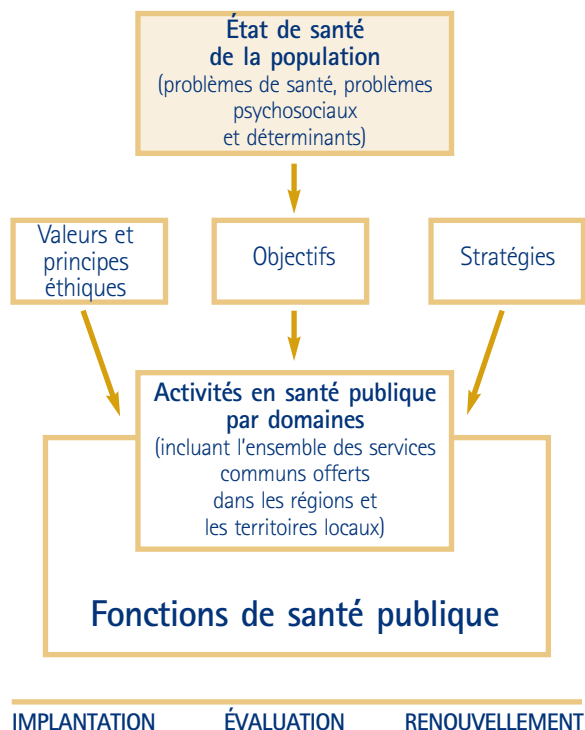 État de santé
de la population
(problèmes de santé, problèmes
psychosociaux
et déterminants)
Valeurs et
principes
éthiques
Objectifs
Stratégies
Activités en santé publique
par domaines
(incluant l'ensemble des services
communs offerts
dans les régions et
les territoires locaux)
Fonctions de santé publique
IMPLANTATION ÉVALUATION RENOUVELLEMENT